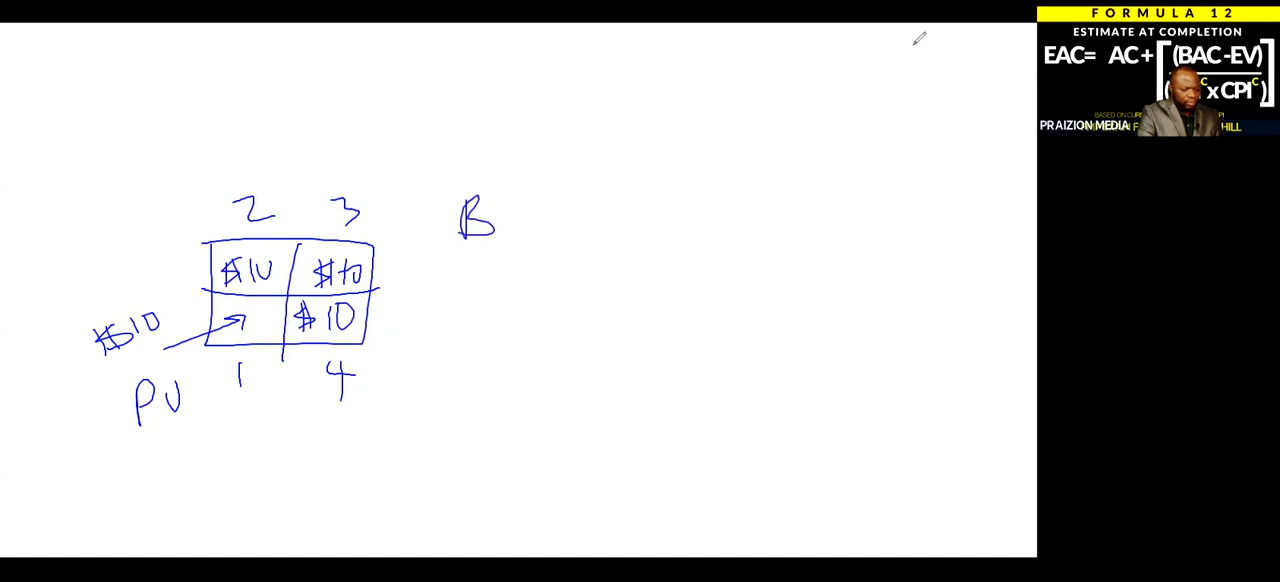 2 3 B
$10 $10
$10 $10
PV 1 4
FORMULA 12
ESTIMATE AT COMPLETION
EAC= AC+ [(BAC-EV)
x CPIᶜ)]
PRAIZION MEDIA HILL